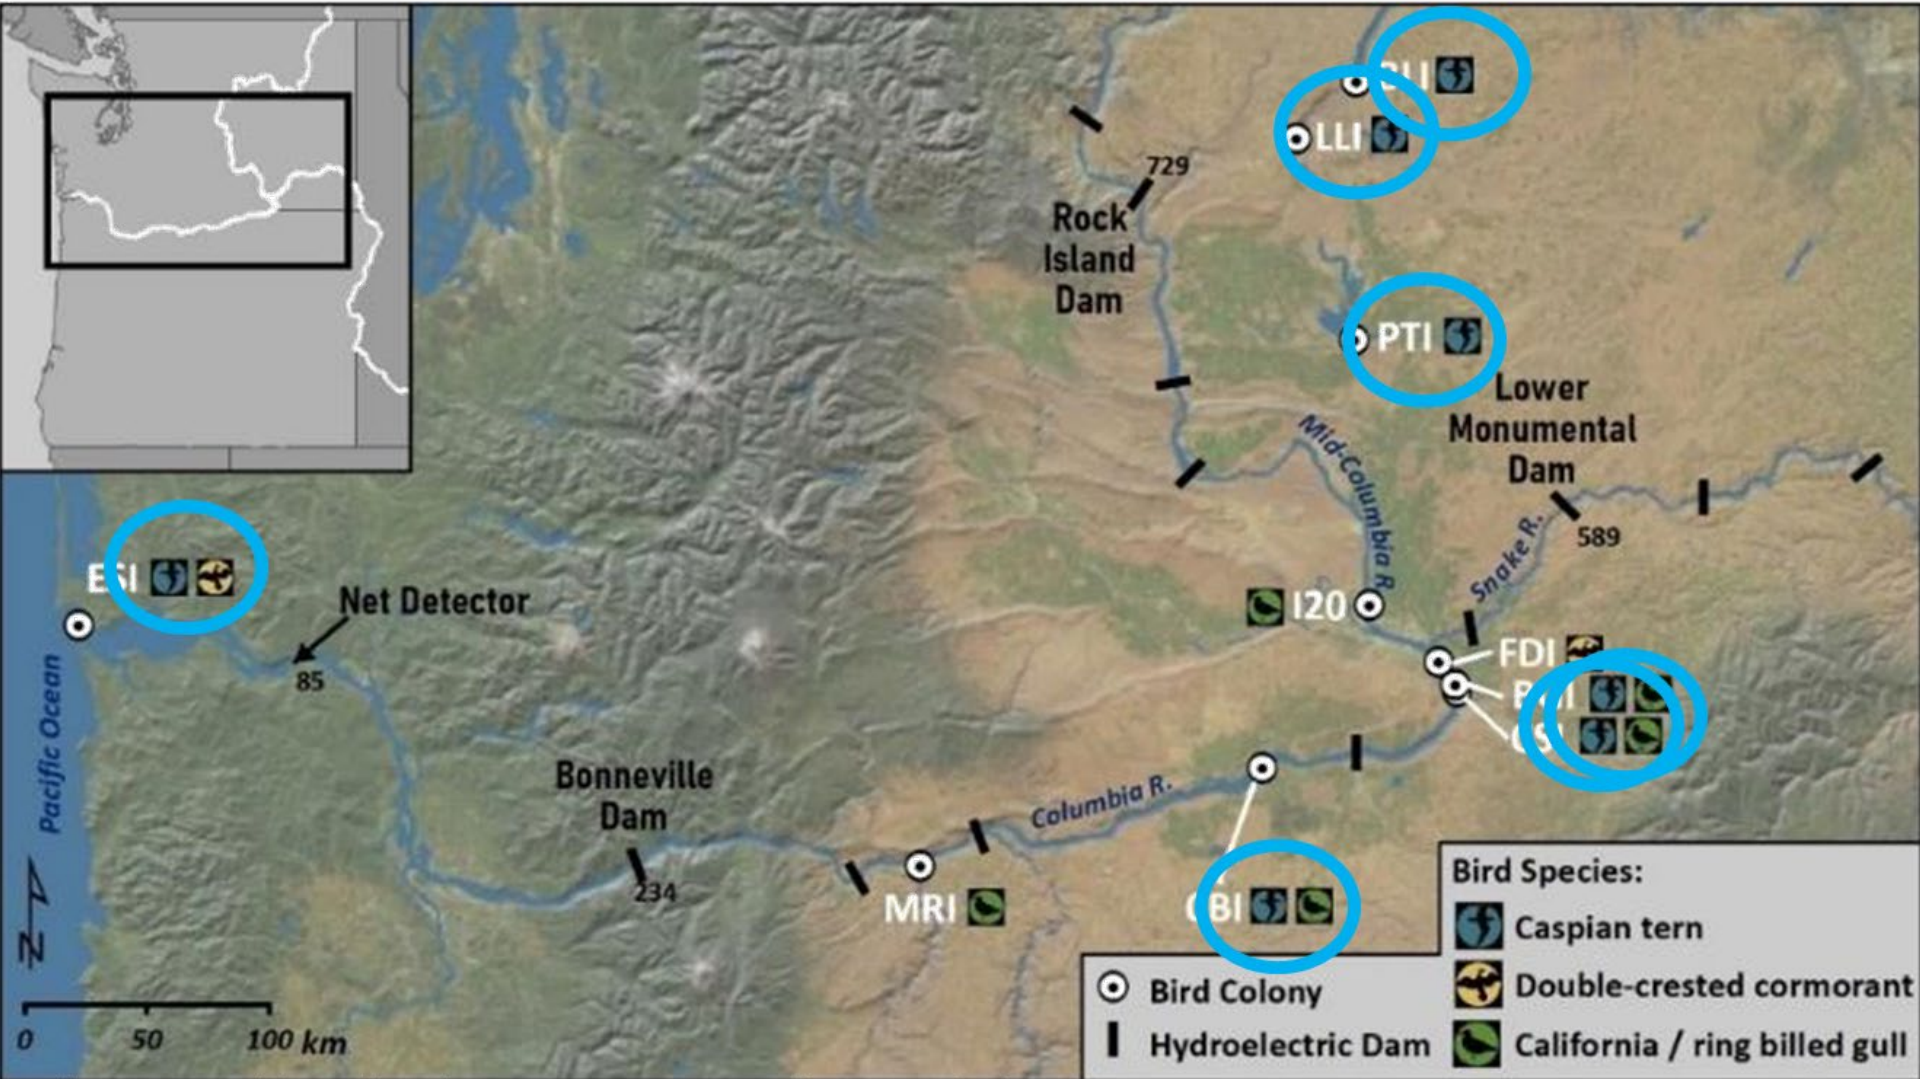 LLI
729
Rock
Island
Dam
PTI
Lower
Monumental
Dam
Mid-Columbia R.
Snake R.
589
ESI
Net Detector
85
I20
FDI
Pacific Ocean
Bonneville
Dam
234
Columbia R.
MRI
CBI
N
0 50 100 km
Bird Colony
Hydroelectric Dam
Bird Species:
Caspian tern
Double-crested cormorant
California / ring billed gull